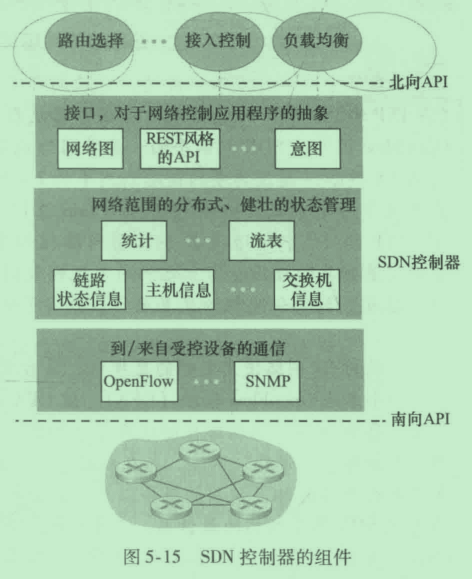 路由选择 ··· 接入控制 负载均衡
北向API
接口，对于网络控制应用程序的抽象
网络图 REST风格的API ··· 意图
网络范围的分布式、健壮的状态管理
统计 ··· 流表
SDN控制器
链路状态信息 主机信息 ··· 交换机信息
到/来自受控设备的通信
OpenFlow ··· SNMP
南向API
图 5-15 SDN 控制器的组件